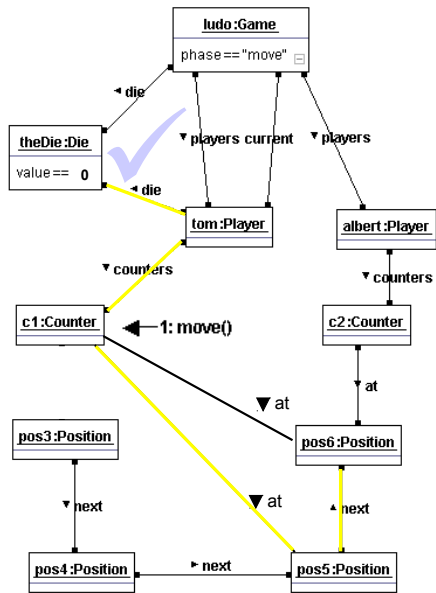 ludo:Game
phase=="move"
die
players current
players
theDie:Die
value== 0
die
tom:Player
albert:Player
counters
counters
c1:Counter
1: move()
c2:Counter
at
at
pos3:Position
pos6:Position
next
at
next
pos4:Position
next
pos5:Position